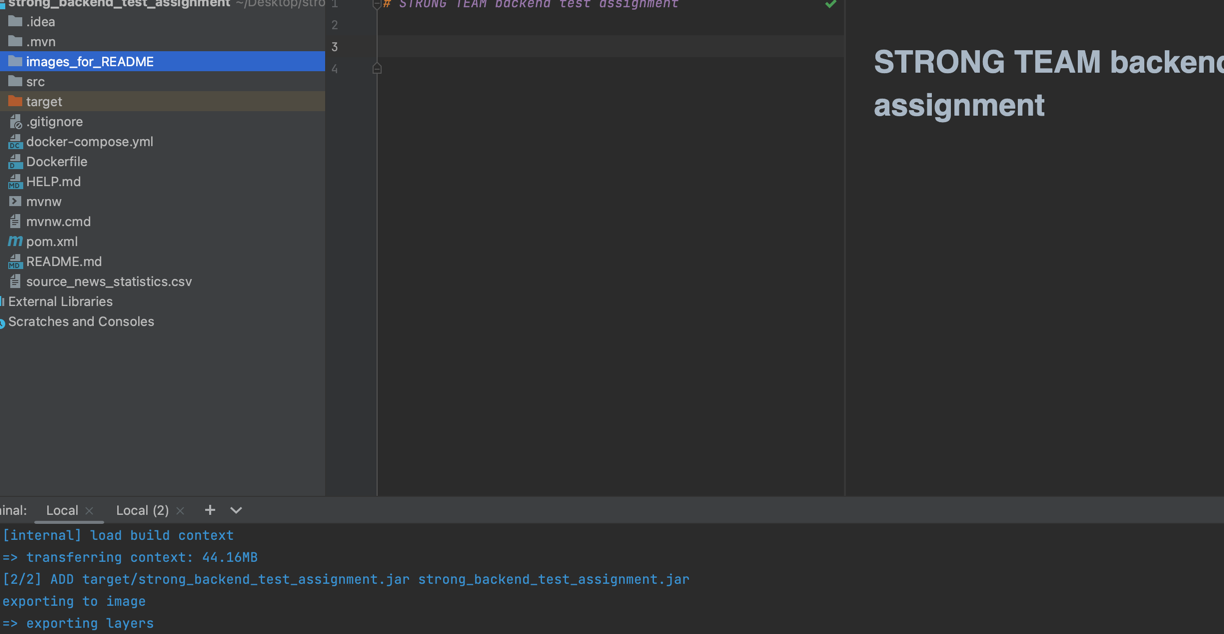 strong_backend_test_assignment ~/Desktop/stro
.idea
.mvn
images_for_README
src
target
.gitignore
docker-compose.yml
Dockerfile
HELP.md
mvnw
mvnw.cmd
pom.xml
README.md
source_news_statistics.csv
External Libraries
Scratches and Consoles
1 # STRONG TEAM backend test assignment
2
3
4
STRONG TEAM backend
assignment
inal: Local Local (2)
[internal] load build context
=> transferring context: 44.16MB
[2/2] ADD target/strong_backend_test_assignment.jar strong_backend_test_assignment.jar
exporting to image
=> exporting layers